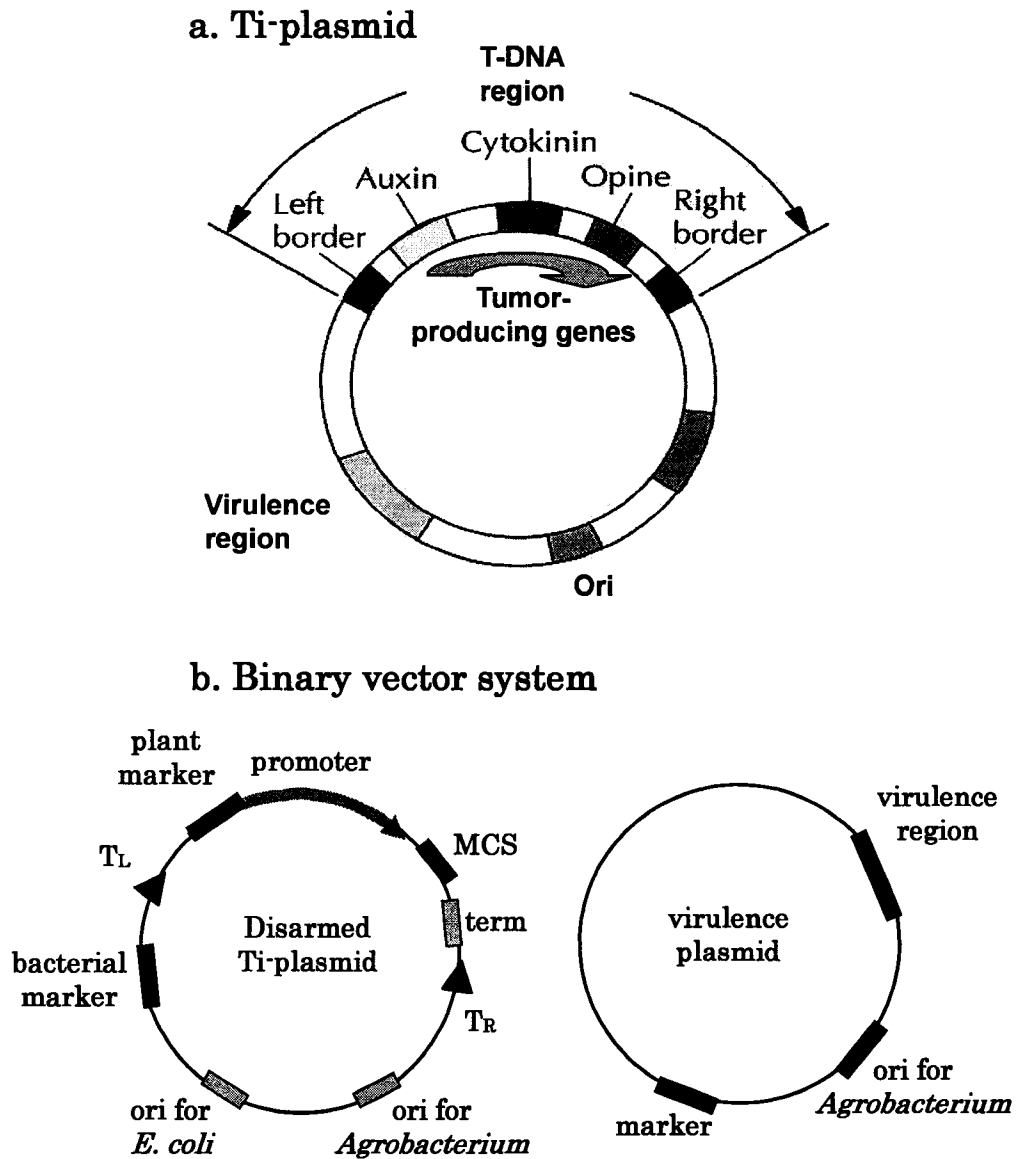 a. Ti-plasmid
T-DNA
region
Cytokinin
Auxin
Opine
Left
border
Right
border
Tumor-
producing genes
Virulence
region
Ori
b. Binary vector system
plant
marker
promoter
MCS
TL
term
Disarmed
Ti-plasmid
bacterial
marker
TR
ori for
E. coli
ori for
Agrobacterium
virulence
region
virulence
plasmid
ori for
Agrobacterium
marker